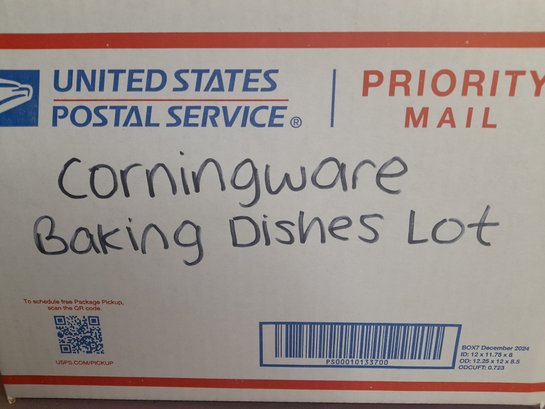 UNITED STATES
POSTAL SERVICE®
PRIORITY
MAIL
Corningware
Baking Dishes Lot
To schedule free Package Pickup,
scan the QR code.
USPS.COM/PICKUP
PS00010133700
BOX7 December 2024
ID: 12 x 11.75 x 8
OD: 12.25 x 12 x 8.5
ODCUFT: 0.723